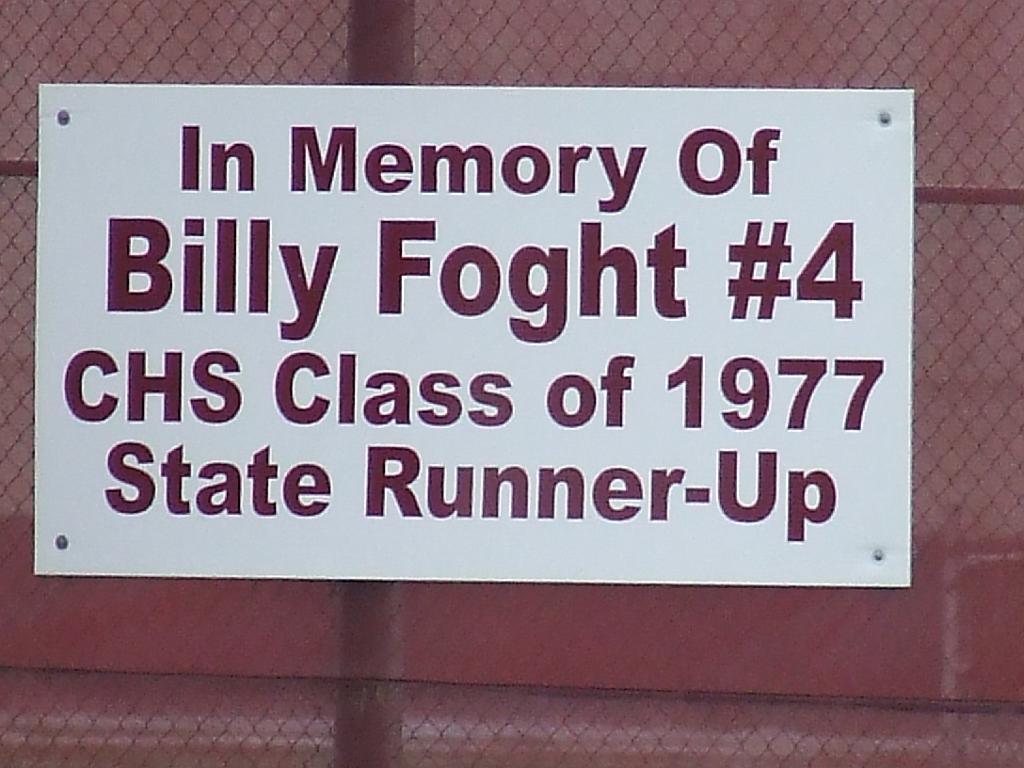 In Memory Of
Billy Foght #4
CHS Class of 1977
State Runner-Up